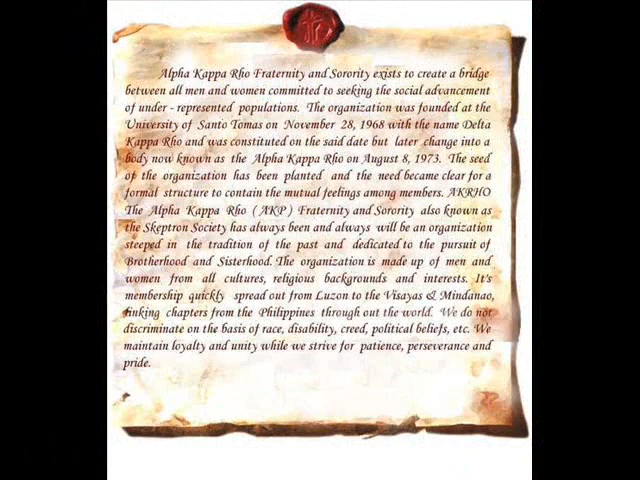 Alpha Kappa Rho Fraternity and Sorority exists to create a bridge
between all men and women committed to seeking the social advancement
of under - represented populations. The organization was founded at the
University of Santo Tomas on November 28, 1968 with the name Delta
Kappa Rho and was constituted on the said date but later change into a
body now known as the Alpha Kappa Rho on August 8, 1973. The seed
of the organization has been planted and the need became clear for a
formal structure to contain the mutual feelings among members. AKRHO
The Alpha Kappa Rho ( AKP ) Fraternity and Sorority also known as
the Skeptron Society has always been and always will be an organization
steeped in the tradition of the past and dedicated to the pursuit of
Brotherhood and Sisterhood. The organization is made up of men and
women from all cultures, religious backgrounds and interests. It's
membership quickly spread out from Luzon to the Visayas & Mindanao,
linking chapters from the Philippines through out the world. We do not
discriminate on the basis of race, disability, creed, political beliefs, etc. We
maintain loyalty and unity while we strive for patience, perseverance and
pride.